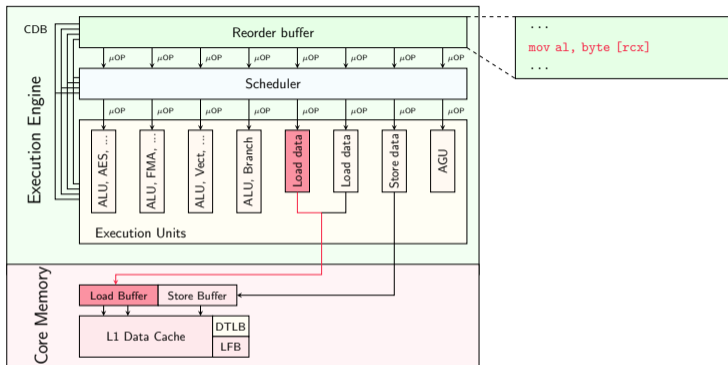 CDB
Reorder buffer
...
mov al, byte [rcx]
...
μOP μOP μOP μOP μOP μOP μOP μOP
Scheduler
μOP μOP μOP μOP μOP μOP μOP μOP
Execution Engine
ALU, AES, ...
ALU, FMA, ...
ALU, Vect, ...
ALU, Branch
Load data
Load data
Store data
AGU
Execution Units
Core Memory
Load Buffer
Store Buffer
L1 Data Cache
DTLB
LFB